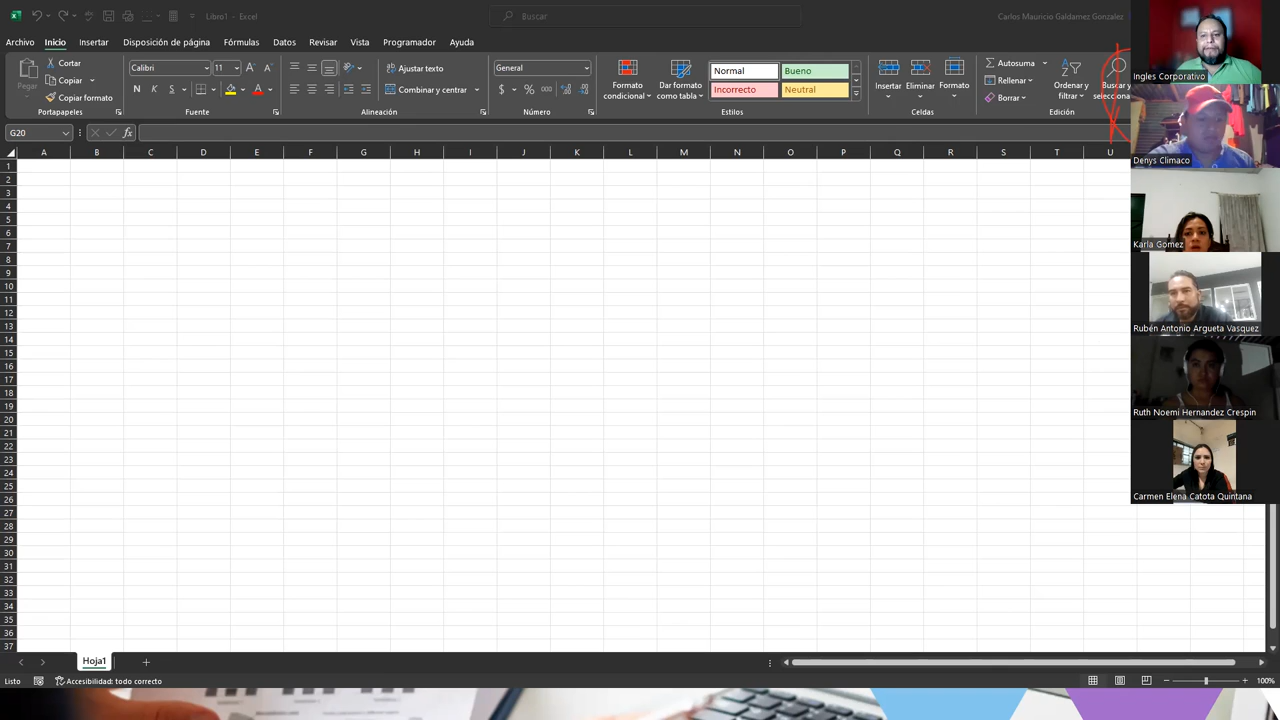 Libro1 - Excel
Buscar
Carlos Mauricio Galdamez Gonzalez
Archivo Inicio Insertar Disposición de página Fórmulas Datos Revisar Vista Programador Ayuda
Pegar
Cortar
Copiar
Copiar formato
Portapapeles
Calibri 11
N K S
Fuente
Ajustar texto
Combinar y centrar
Alineación
General
$ % 000
Número
Formato condicional
Dar formato como tabla
Normal Bueno
Incorrecto Neutral
Estilos
Insertar Eliminar Formato
Celdas
Autosuma
Rellenar
Borrar
Ordenar y filtrar
Buscar y
Edición
G20 fx
A B C D E F G H I J K L M N O P Q R S T U
1
2
3
4
5
6
7
8
9
10
11
12
13
14
15
16
17
18
19
20
21
22
23
24
25
26
27
28
29
30
31
32
33
34
35
36
37
Ingles Corporativo
Denys Climaco
Karla Gomez
Rubén Antonio Argueta Vasquez
Ruth Noemi Hernandez Crespin
Carmen Elena Catota Quintana
Hoja1
Listo Accesibilidad: todo correcto 100%